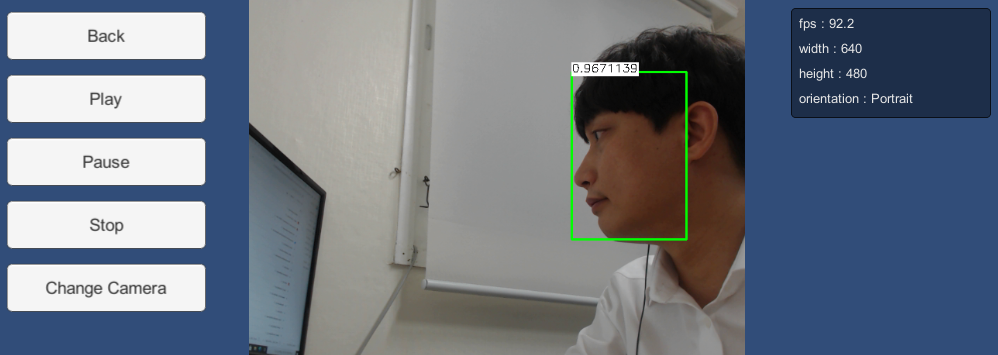 Back
Play
Pause
Stop
Change Camera
0.9671139
fps : 92.2
width : 640
height : 480
orientation : Portrait